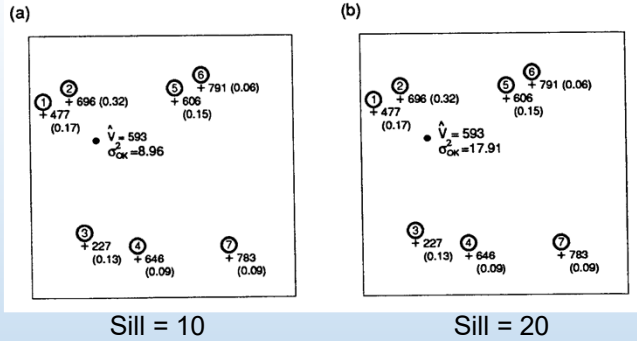 (a)
6
2
5
+ 791 (0.06)
1
+ 696 (0.32)
+ 606
(0.15)
+ 477
(0.17)
V̂ = 593
σ²OK = 8.96
3
4
7
+ 227
(0.13)
+ 646
(0.09)
+ 783
(0.09)
Sill = 10
(b)
6
2
5
+ 791 (0.06)
1
+ 696 (0.32)
+ 606
(0.15)
+ 477
(0.17)
V̂ = 593
σ²OK = 17.91
3
4
7
+ 227
(0.13)
+ 646
(0.09)
+ 783
(0.09)
Sill = 20